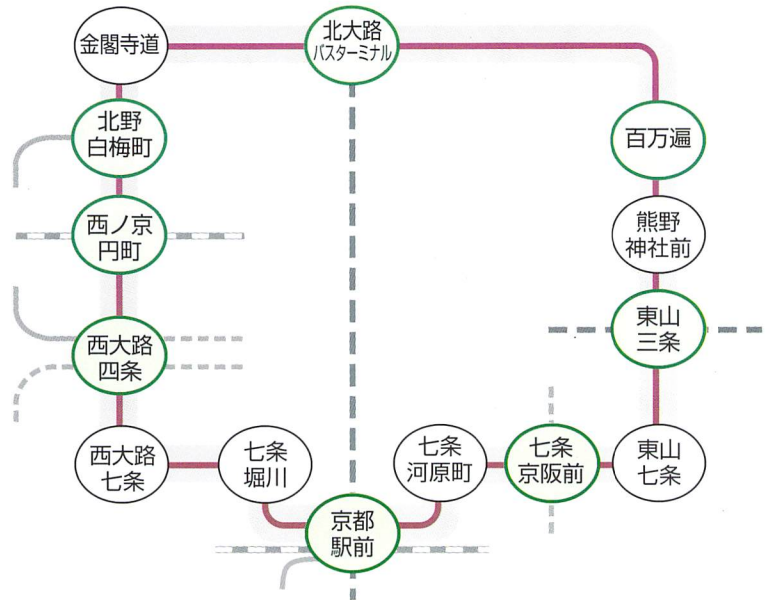 金閣寺道
北大路
バスターミナル
北野
白梅町
百万遍
西ノ京
円町
熊野
神社前
東山
三条
西大路
四条
西大路
七条
七条
堀川
七条
河原町
七条
京阪前
東山
七条
京都
駅前